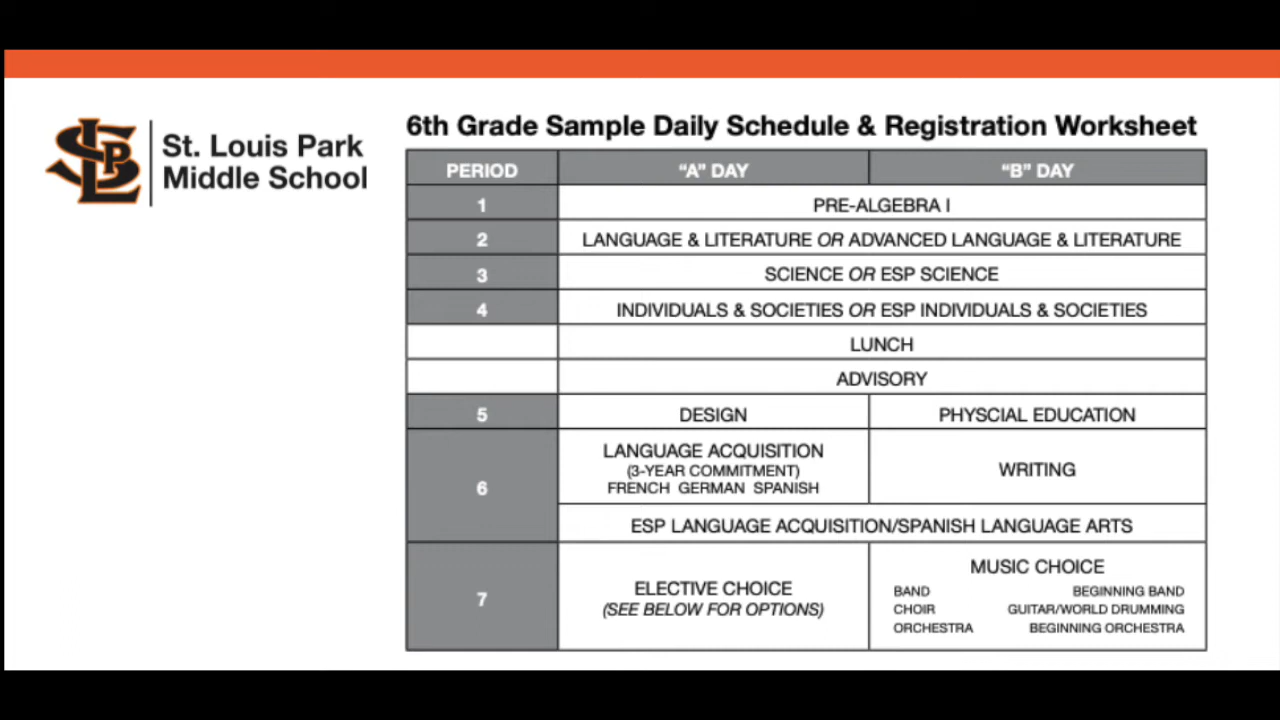 SLP
St. Louis Park
Middle School
6th Grade Sample Daily Schedule & Registration Worksheet
PERIOD "A" DAY "B" DAY
1 PRE-ALGEBRA I
2 LANGUAGE & LITERATURE OR ADVANCED LANGUAGE & LITERATURE
3 SCIENCE OR ESP SCIENCE
4 INDIVIDUALS & SOCIETIES OR ESP INDIVIDUALS & SOCIETIES
LUNCH
ADVISORY
5 DESIGN PHYSCIAL EDUCATION
6
LANGUAGE ACQUISITION
(3-YEAR COMMITMENT)
FRENCH GERMAN SPANISH
WRITING
ESP LANGUAGE ACQUISITION/SPANISH LANGUAGE ARTS
7
ELECTIVE CHOICE
(SEE BELOW FOR OPTIONS)
MUSIC CHOICE
BAND BEGINNING BAND
CHOIR GUITAR/WORLD DRUMMING
ORCHESTRA BEGINNING ORCHESTRA